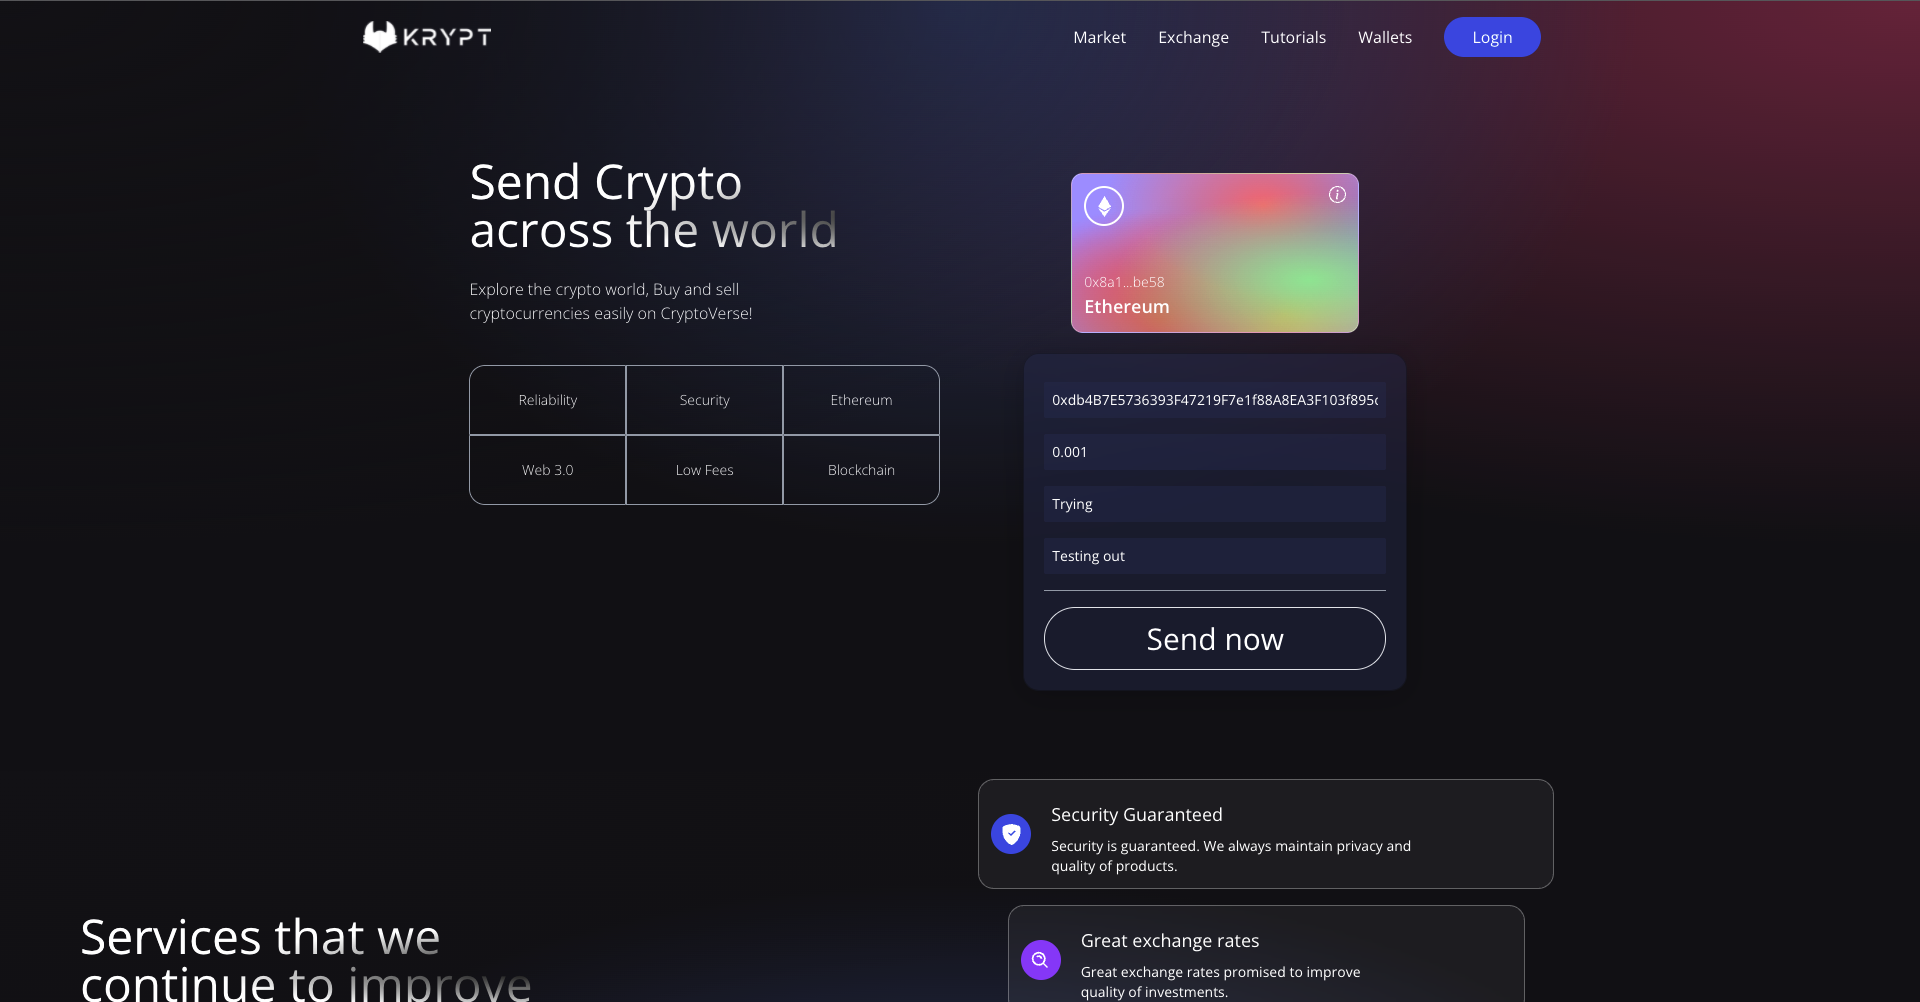 KRYPT
Market
Exchange
Tutorials
Wallets
Login
Send Crypto
across the world
Explore the crypto world, Buy and sell
cryptocurrencies easily on CryptoVerse!
Reliability
Security
Ethereum
Web 3.0
Low Fees
Blockchain
0x8a1...be58
Ethereum
0xdb4B7E5736393F47219F7e1f88A8EA3F103f895
0.001
Trying
Testing out
Send now
Security Guaranteed
Security is guaranteed. We always maintain privacy and
quality of products.
Services that we
continue to improve
Great exchange rates
Great exchange rates promised to improve
quality of investments.